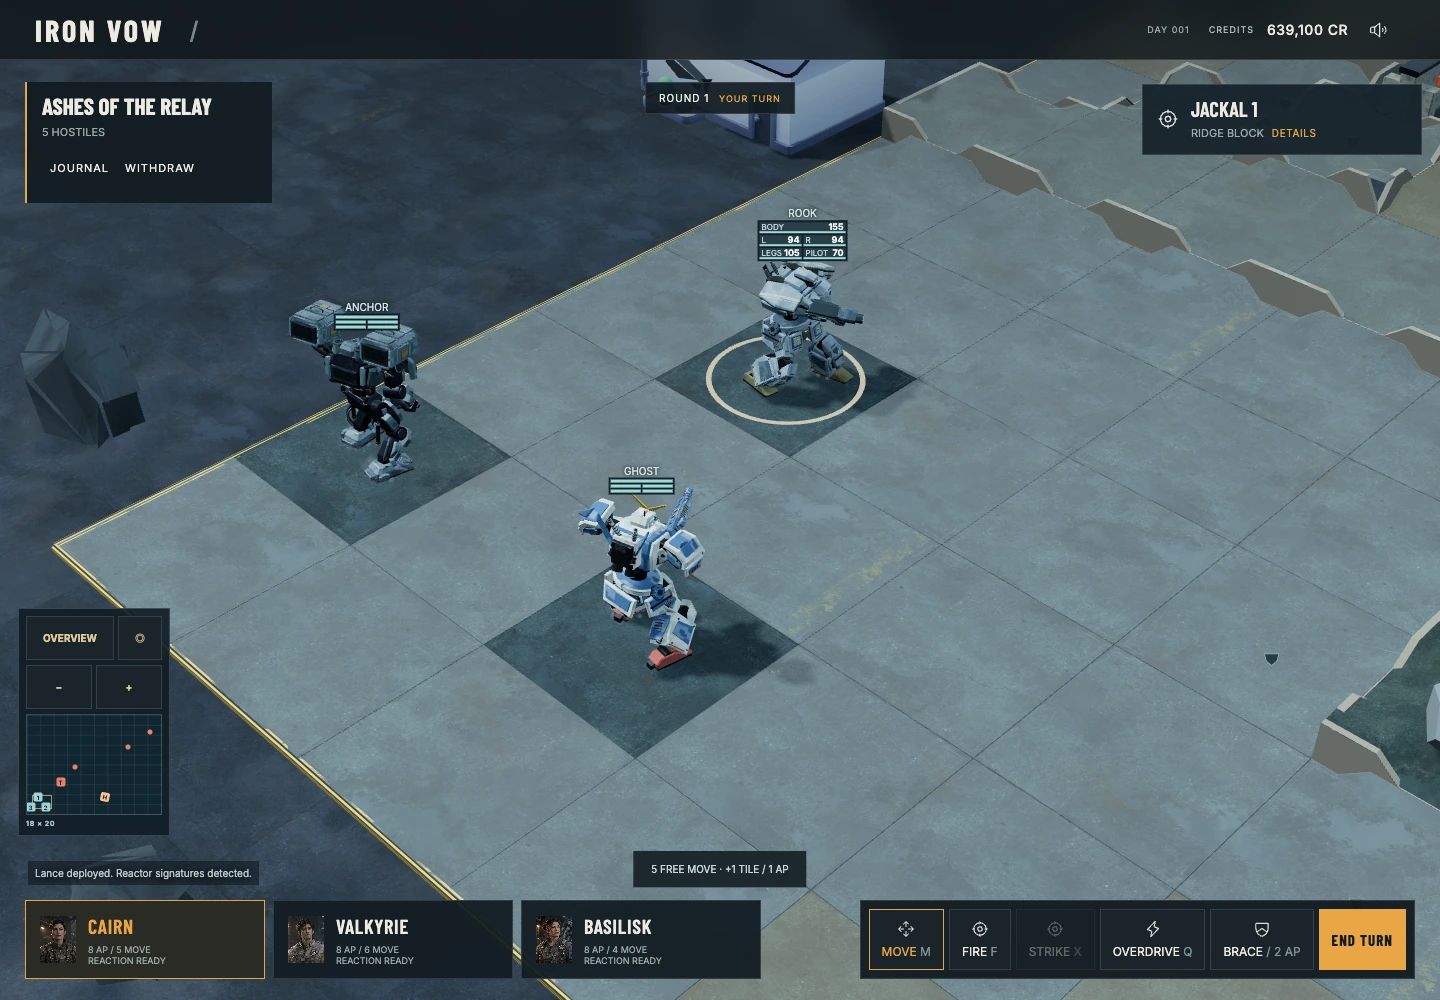 IRON VOW /
DAY 001 CREDITS 639,100 CR
ASHES OF THE RELAY
5 HOSTILES
JOURNAL WITHDRAW
ROUND 1 YOUR TURN
JACKAL 1
RIDGE BLOCK DETAILS
ROOK
BODY 155
L 94 R 94
LEGS 105 PILOT 70
ANCHOR
GHOST
OVERVIEW
- +
T
H
1
3 2
18 × 20
Lance deployed. Reactor signatures detected.
5 FREE MOVE · +1 TILE / 1 AP
CAIRN
8 AP / 5 MOVE
REACTION READY
VALKYRIE
8 AP / 6 MOVE
REACTION READY
BASILISK
8 AP / 4 MOVE
REACTION READY
MOVE M
FIRE F
STRIKE X
OVERDRIVE Q
BRACE / 2 AP
END TURN